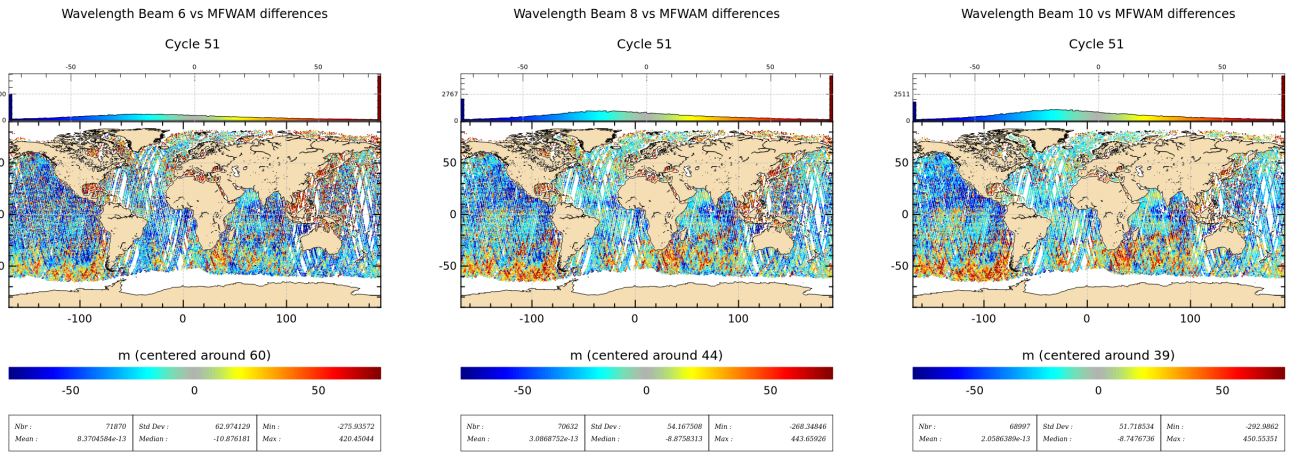 Wavelength Beam 6 vs MFWAM differences
Cycle 51
-50 0 50
0
50
0
-50
-100 0 100
m (centered around 60)
-50 0 50
Nbr : 71870 Std Dev : 62.974129 Min : -275.93572
Mean : 8.3704584e-13 Median : -10.876181 Max : 420.45044
Wavelength Beam 8 vs MFWAM differences
Cycle 51
-50 0 50
2767
0
50
0
-50
-100 0 100
m (centered around 44)
-50 0 50
Nbr : 70632 Std Dev : 54.167508 Min : -268.34846
Mean : 3.0868752e-13 Median : -8.8758313 Max : 443.65926
Wavelength Beam 10 vs MFWAM differences
Cycle 51
-50 0 50
2511
0
50
0
-50
-100 0 100
m (centered around 39)
-50 0 50
Nbr : 68997 Std Dev : 51.718534 Min : -292.9862
Mean : 2.0586389e-13 Median : -8.7476736 Max : 450.55351